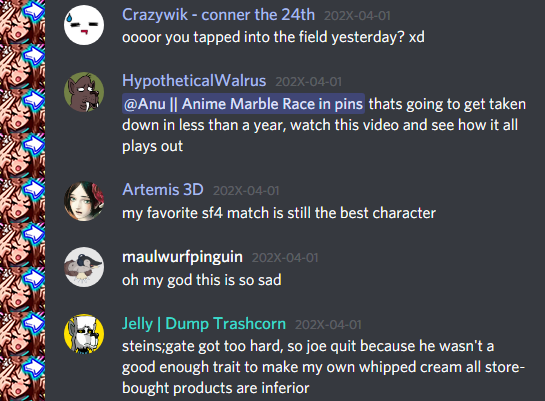 Crazywik - conner the 24th 202X-04-01
oooor you tapped into the field yesterday? xd
HypotheticalWalrus 202X-04-01
@Anu || Anime Marble Race in pins thats going to get taken
down in less than a year, watch this video and see how it all
plays out
Artemis 3D 202X-04-01
my favorite sf4 match is still the best character
maulwurfpinguin 202X-04-01
oh my god this is so sad
Jelly | Dump Trashcorn 202X-04-01
steins;gate got too hard, so joe quit because he wasn't a
good enough trait to make my own whipped cream all store-
bought products are inferior